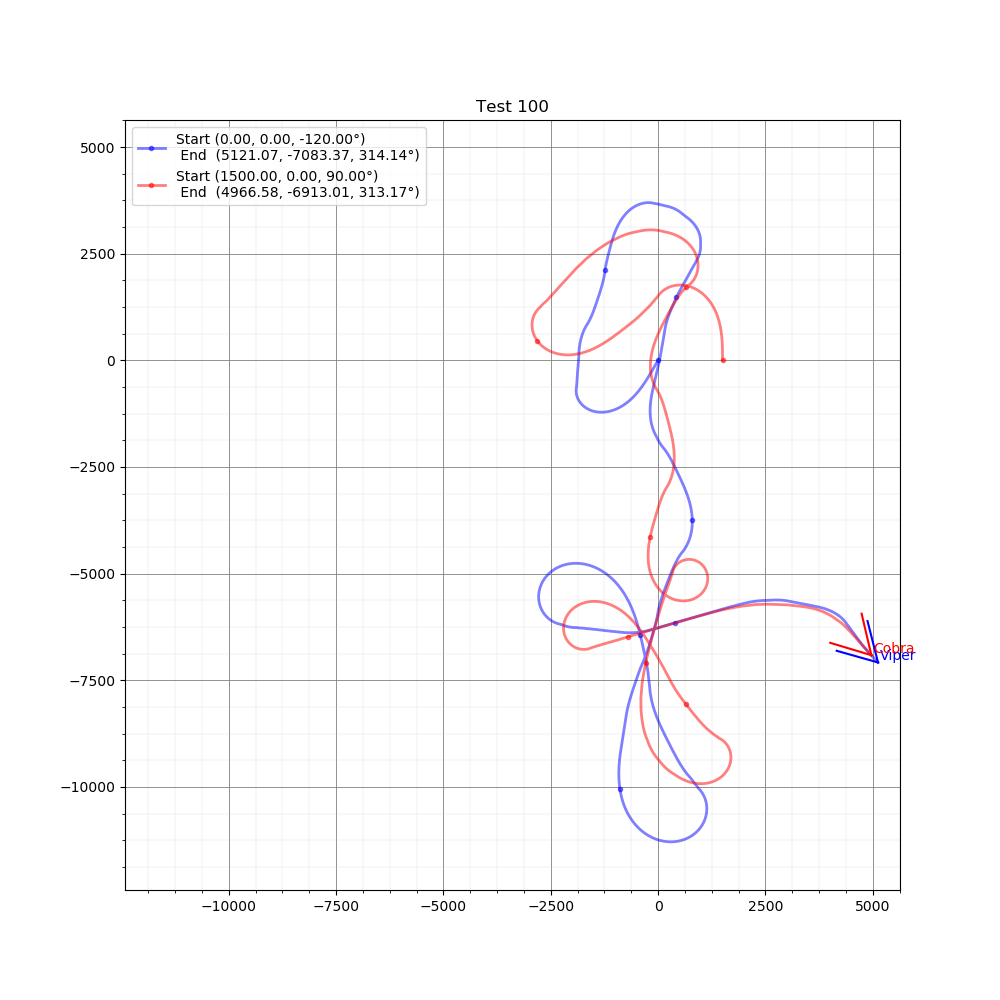 Test 100
Start (0.00, 0.00, -120.00°)
End (5121.07, -7083.37, 314.14°)
Start (1500.00, 0.00, 90.00°)
End (4966.58, -6913.01, 313.17°)
5000
2500
0
−2500
−5000
−7500
−10000
Cobra
Viper
−10000
−7500
−5000
−2500
0
2500
5000